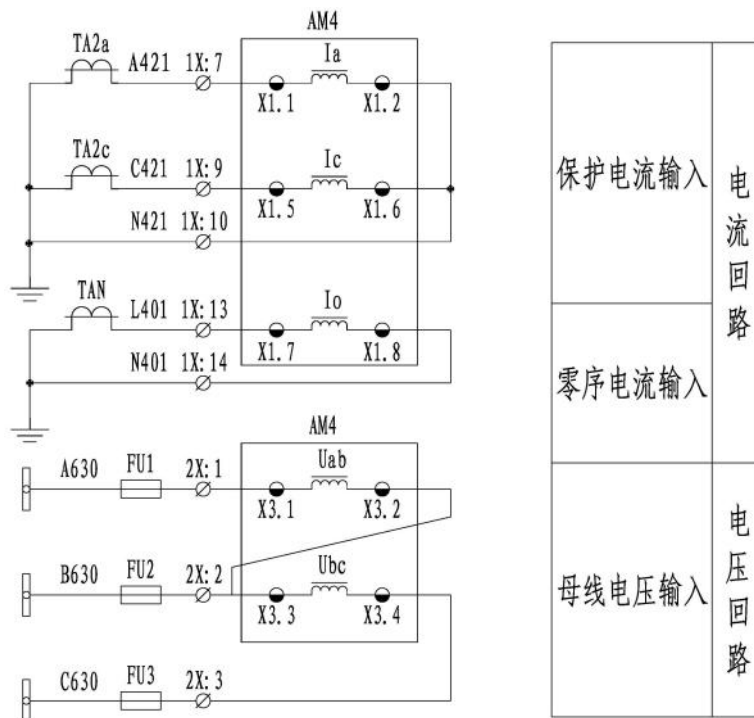 AM4
TA2a A421 1X:7 Ia
X1.1 X1.2
TA2c C421 1X:9 Ic
X1.5 X1.6
N421 1X:10
TAN L401 1X:13 Io
X1.7 X1.8
N401 1X:14
AM4
A630 FU1 2X:1 Uab
X3.1 X3.2
B630 FU2 2X:2 Ubc
X3.3 X3.4
C630 FU3 2X:3
保护电流输入
零序电流输入
电流回路
母线电压输入
电压回路